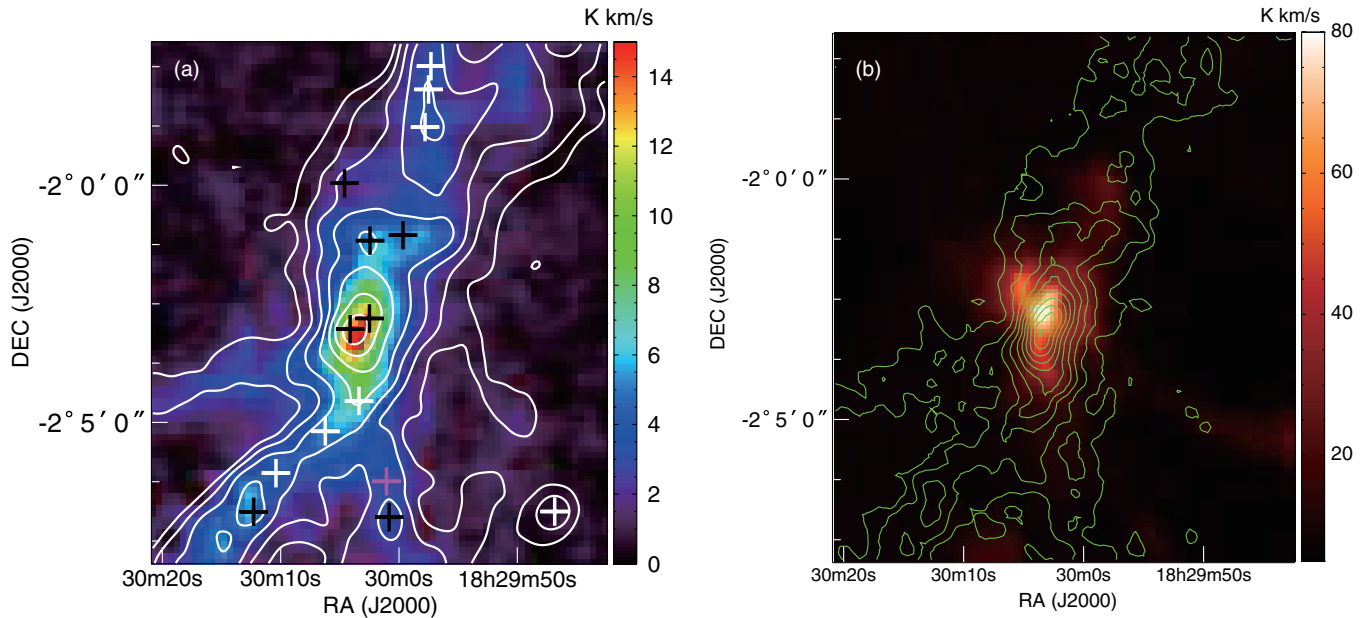 K km/s
(a)
14
12
10
8
6
4
2
0
-2° 0′ 0″
-2° 5′ 0″
DEC (J2000)
30m20s
30m10s
30m00s
18h29m50s
RA (J2000)
K km/s
(b)
80
60
40
20
-2° 0′ 0″
-2° 5′ 0″
DEC (J2000)
30m20s
30m10s
30m00s
18h29m50s
RA (J2000)